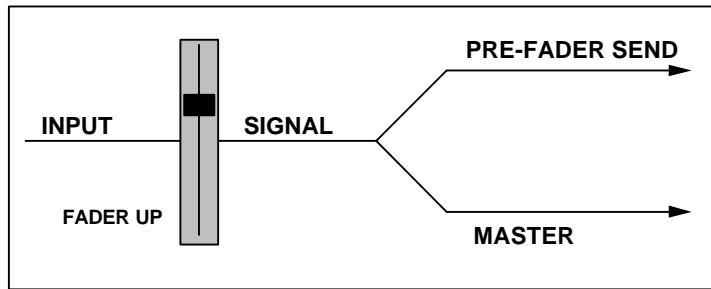 PRE-FADER SEND
INPUT
SIGNAL
FADER UP
MASTER